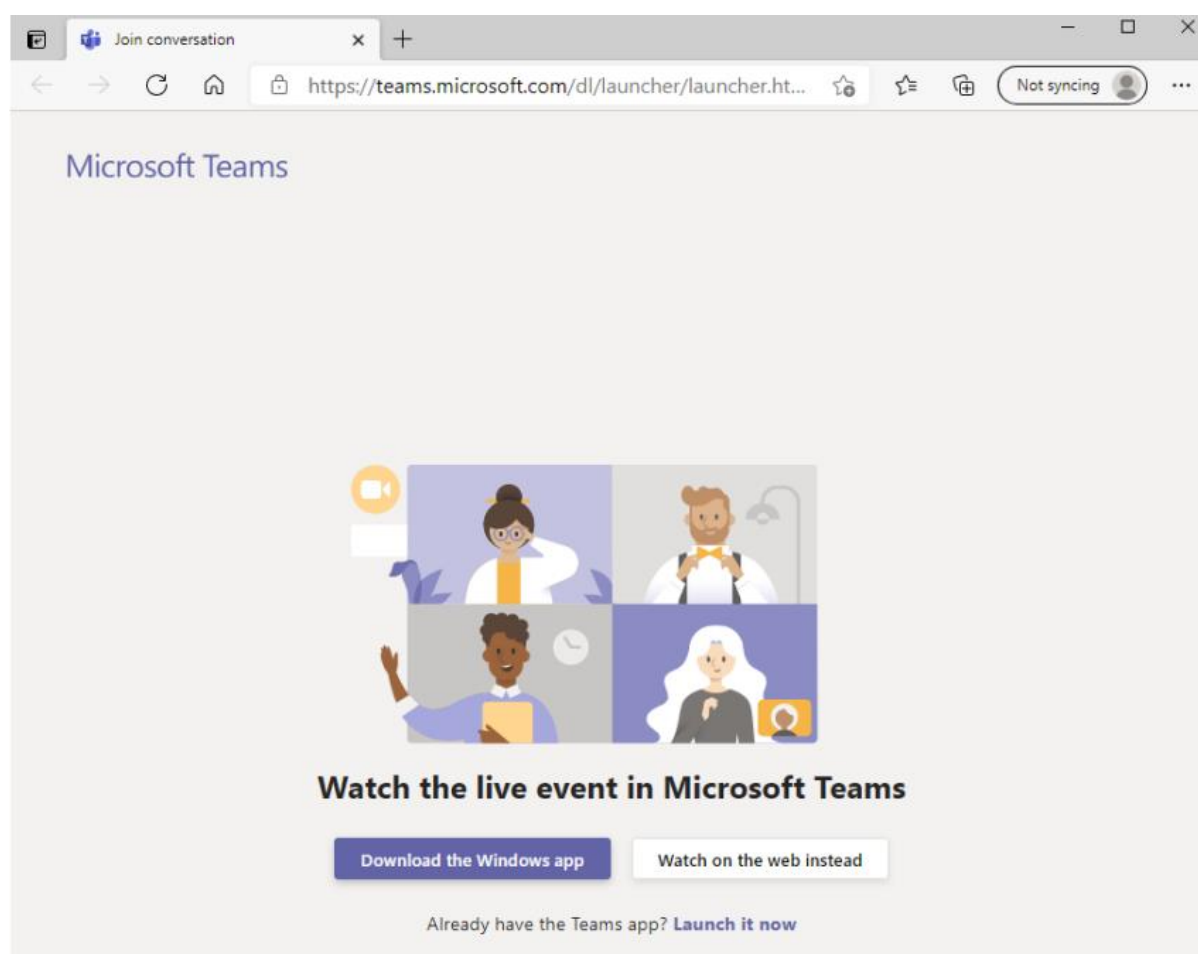 Join conversation
https://teams.microsoft.com/dl/launcher/launcher.ht...
Not syncing
Microsoft Teams
Watch the live event in Microsoft Teams
Download the Windows app
Watch on the web instead
Already have the Teams app? Launch it now